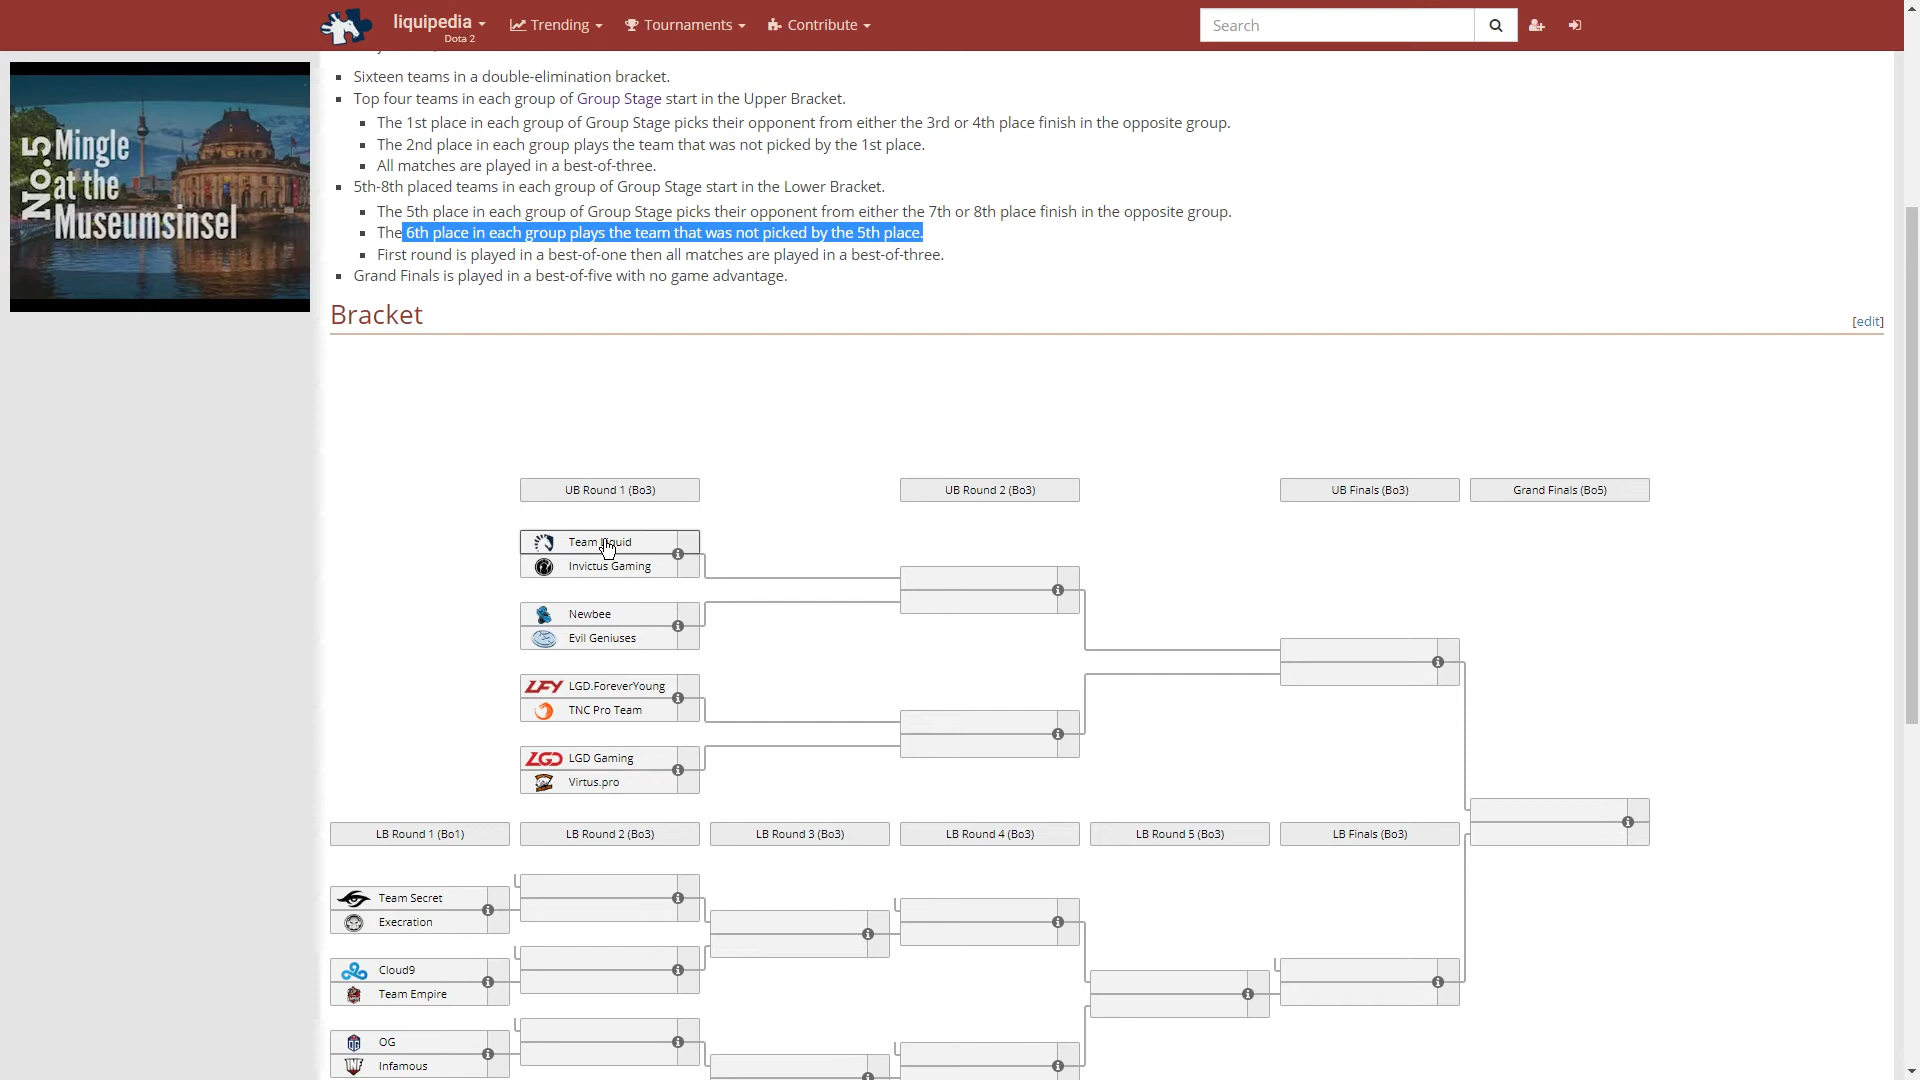 liquipedia
Dota 2
Trending
Tournaments
Contribute
Search
No.5
Mingle
at the
Museumsinsel
Sixteen teams in a double-elimination bracket.
Top four teams in each group of Group Stage start in the Upper Bracket.
The 1st place in each group of Group Stage picks their opponent from either the 3rd or 4th place finish in the opposite group.
The 2nd place in each group plays the team that was not picked by the 1st place.
All matches are played in a best-of-three.
5th-8th placed teams in each group of Group Stage start in the Lower Bracket.
The 5th place in each group of Group Stage picks their opponent from either the 7th or 8th place finish in the opposite group.
The 6th place in each group plays the team that was not picked by the 5th place.
First round is played in a best-of-one then all matches are played in a best-of-three.
Grand Finals is played in a best-of-five with no game advantage.
Bracket
[edit]
UB Round 1 (Bo3)
UB Round 2 (Bo3)
UB Finals (Bo3)
Grand Finals (Bo5)
Team Liquid
Invictus Gaming
Newbee
Evil Geniuses
LFY LGD.ForeverYoung
TNC Pro Team
LGD LGD Gaming
Virtus.pro
LB Round 1 (Bo1)
LB Round 2 (Bo3)
LB Round 3 (Bo3)
LB Round 4 (Bo3)
LB Round 5 (Bo3)
LB Finals (Bo3)
Team Secret
Execration
Cloud9
Team Empire
OG
INF Infamous